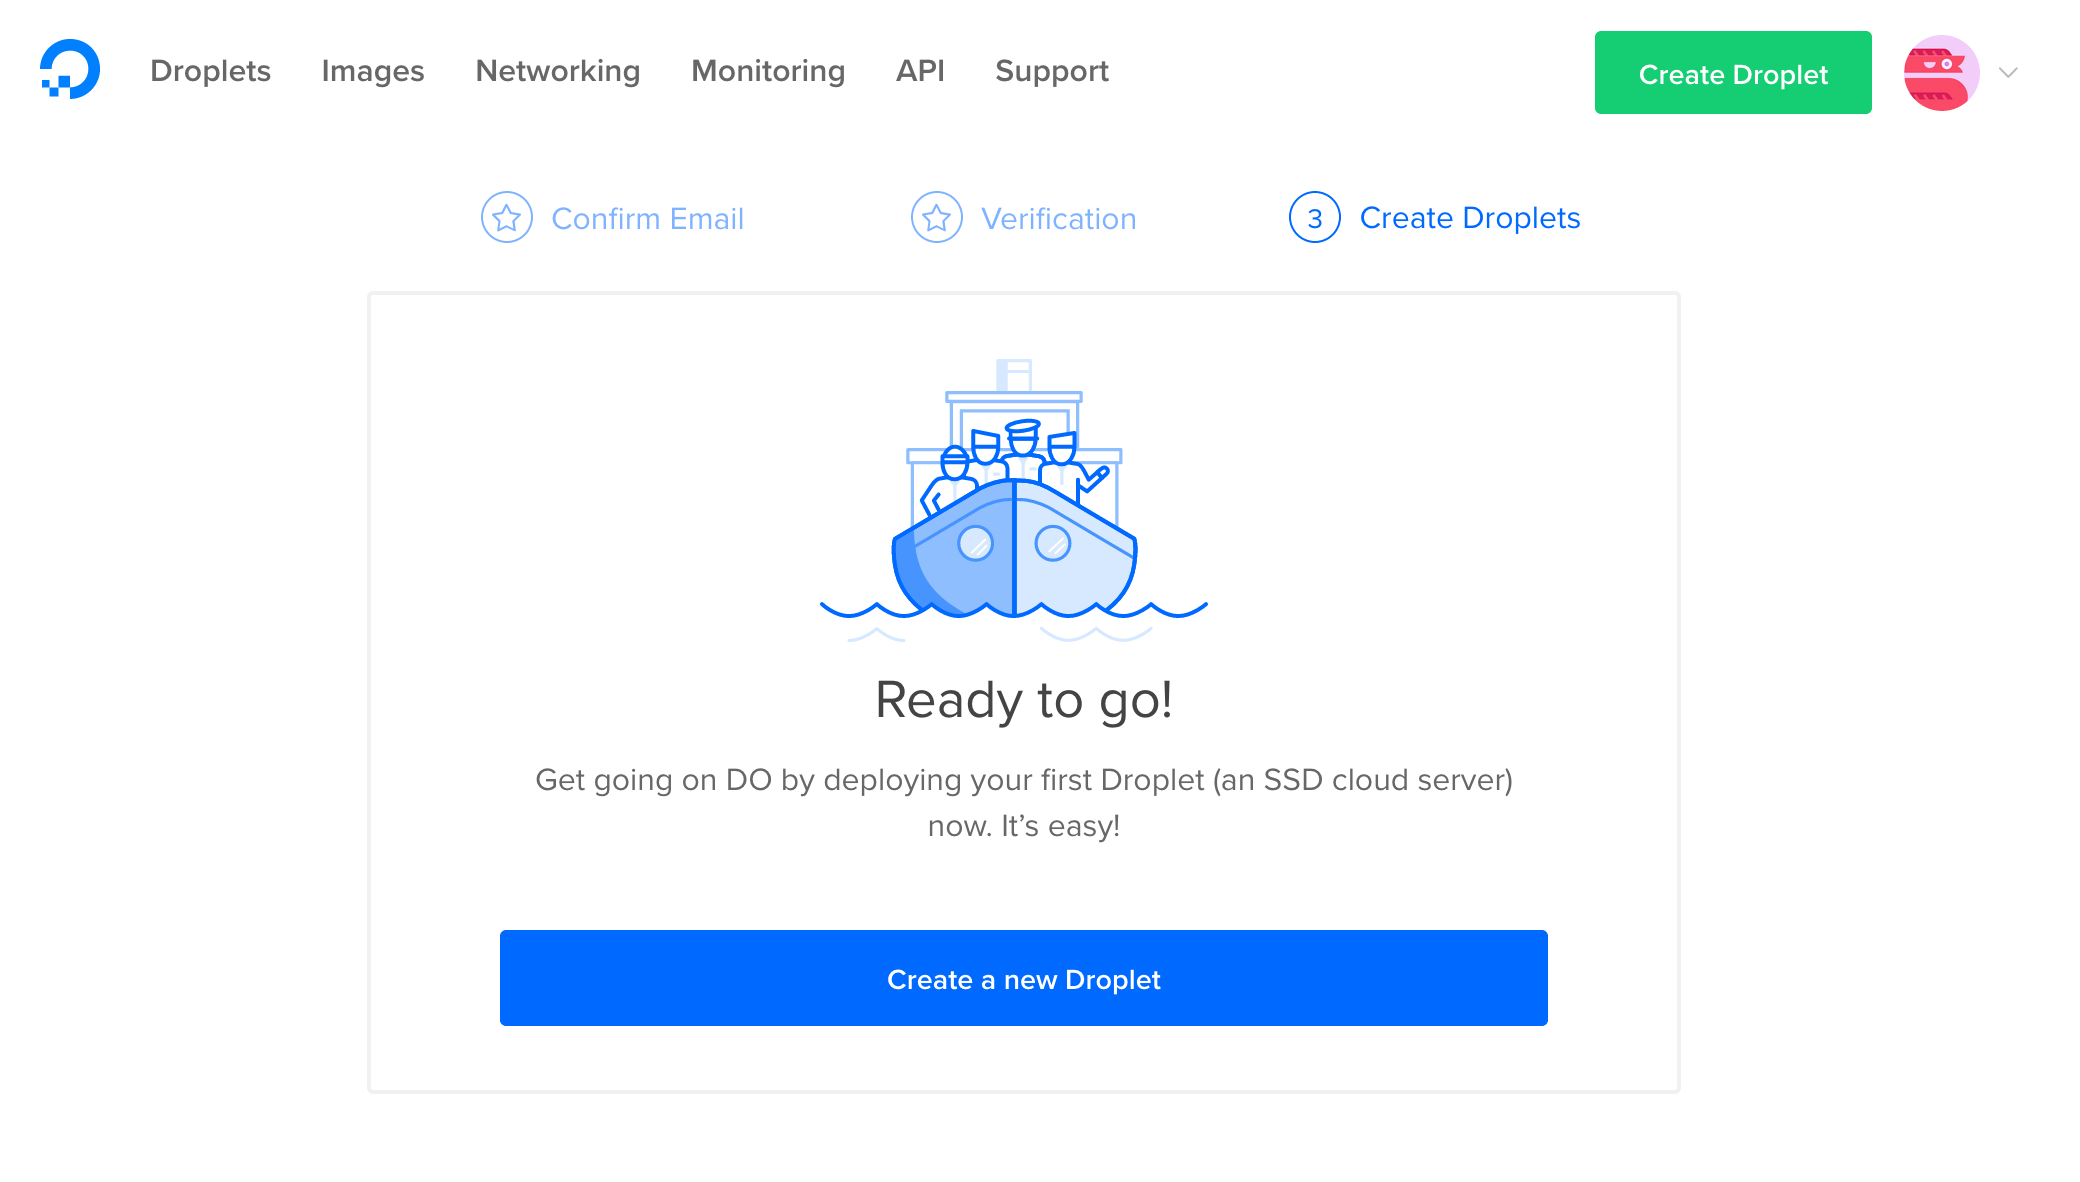 Droplets Images Networking Monitoring API Support Create Droplet
Confirm Email Verification 3 Create Droplets
Ready to go!
Get going on DO by deploying your first Droplet (an SSD cloud server)
now. It’s easy!
Create a new Droplet